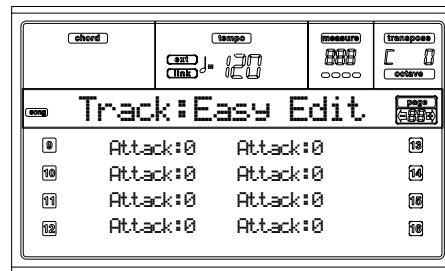 chord tempo measure transpose
ext link ♩= 120 888 C 0
octave
song Track:Easy Edit page -88+
9 Attack:0 Attack:0 13
10 Attack:0 Attack:0 14
11 Attack:0 Attack:0 15
12 Attack:0 Attack:0 16